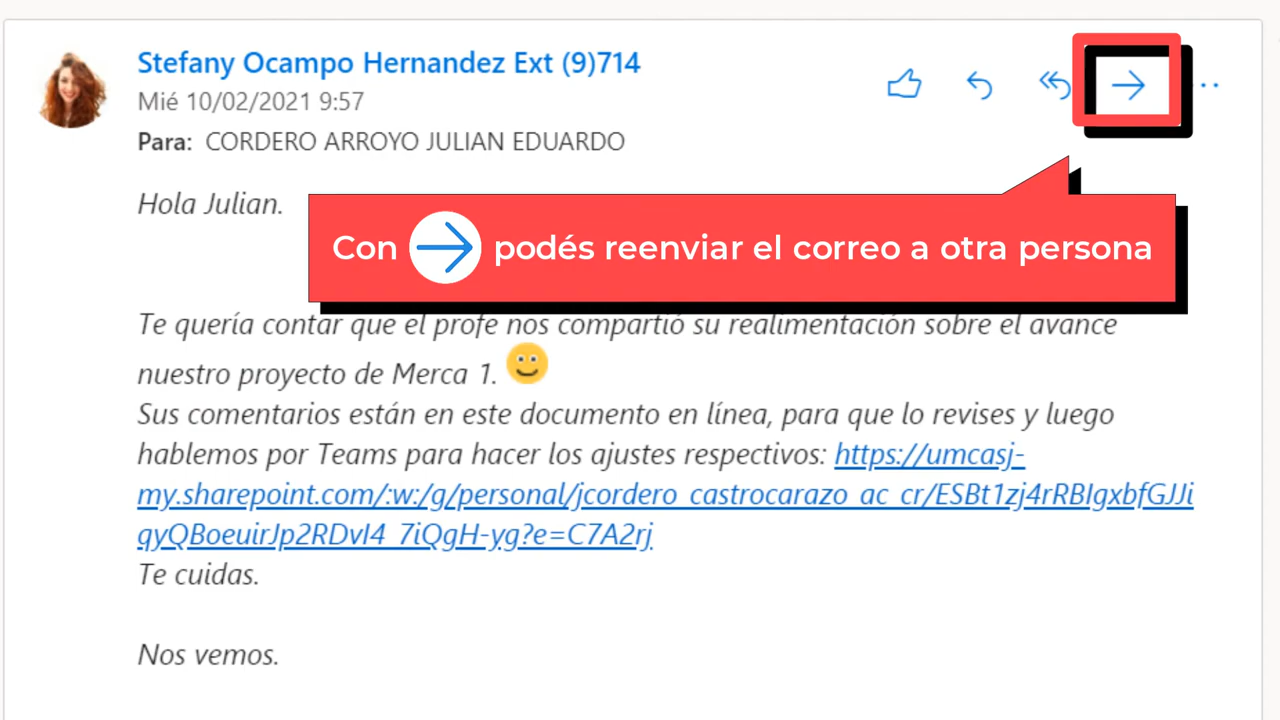 Stefany Ocampo Hernandez Ext (9)714
Mié 10/02/2021 9:57
Para: CORDERO ARROYO JULIAN EDUARDO
Hola Julian.
Con → podés reenviar el correo a otra persona
Te quería contar que el profe nos compartió su realimentación sobre el avance
nuestro proyecto de Merca 1. 🙂
Sus comentarios están en este documento en línea, para que lo revises y luego
hablemos por Teams para hacer los ajustes respectivos: https://umcasj-
my.sharepoint.com/:w:/g/personal/jcordero_castrocarazo_ac_cr/ESBt1zj4rRBIgxbfGJJi
qyQBoeuirJp2RDvI4_7iQgH-yg?e=C7A2rj
Te cuidas.
Nos vemos.